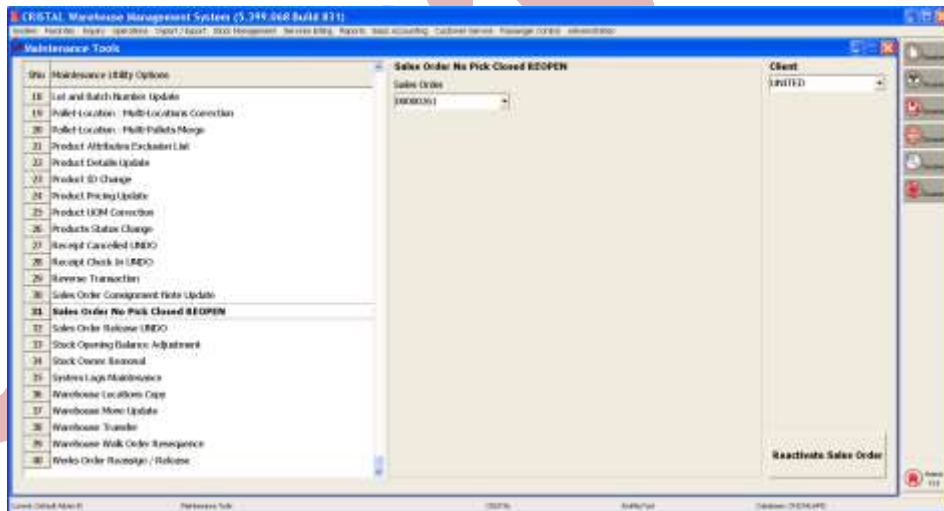 CRISTAL Warehouse Management System (5.399.068 Build 831)
Maintenance Tools
SNo Maintenance Utility Options
18 Lot and Batch Number Update
19 Pallet-Location : Multi-Locations Correction
20 Pallet-Location : Multi-Pallets Merge
21 Product Attributes Exclusion List
22 Product Details Update
23 Product ID Change
24 Product Pricing Update
25 Product UOM Correction
26 Products Status Change
27 Receipt Cancelled UNDO
28 Receipt Check In UNDO
29 Reverse Transaction
30 Sales Order Consignment Note Update
31 Sales Order No Pick Closed REOPEN
32 Sales Order Release UNDO
33 Stock Opening Balance Adjustment
34 Stock Owner Removal
35 System Logs Maintenance
36 Warehouse Locations Copy
37 Warehouse Move Update
38 Warehouse Transfer
39 Warehouse Walk Order Resequence
40 Works Order Reassign / Release
Sales Order No Pick Closed REOPEN
Sales Order
Client
UNITED
Reactivate Sales Order
Maintenance Tools